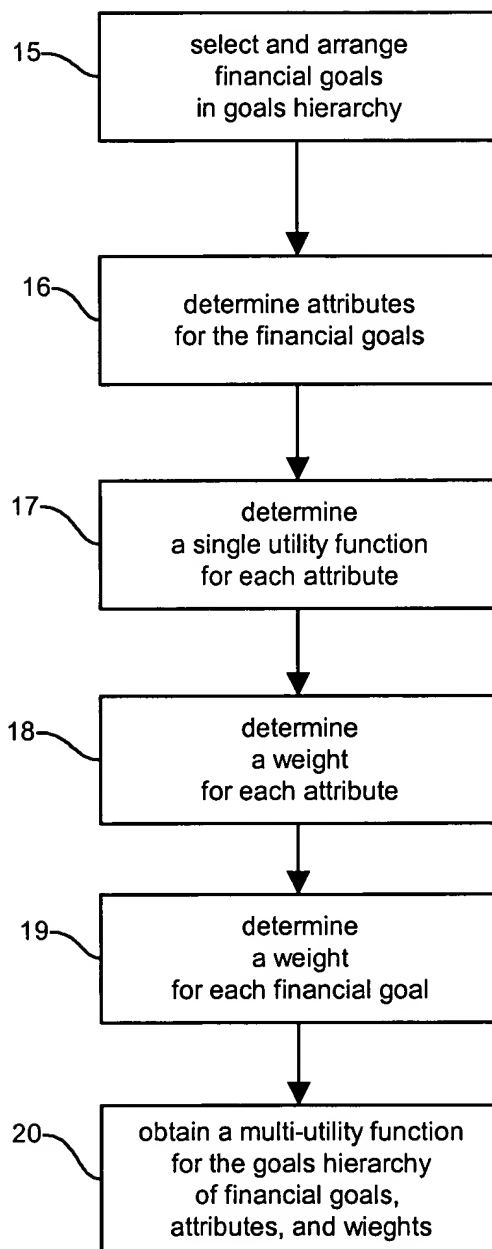 15
select and arrange
financial goals
in goals hierarchy
16
determine attributes
for the financial goals
17
determine
a single utility function
for each attribute
18
determine
a weight
for each attribute
19
determine
a weight
for each financial goal
20
obtain a multi-utility function
for the goals hierarchy
of financial goals,
attributes, and wieghts